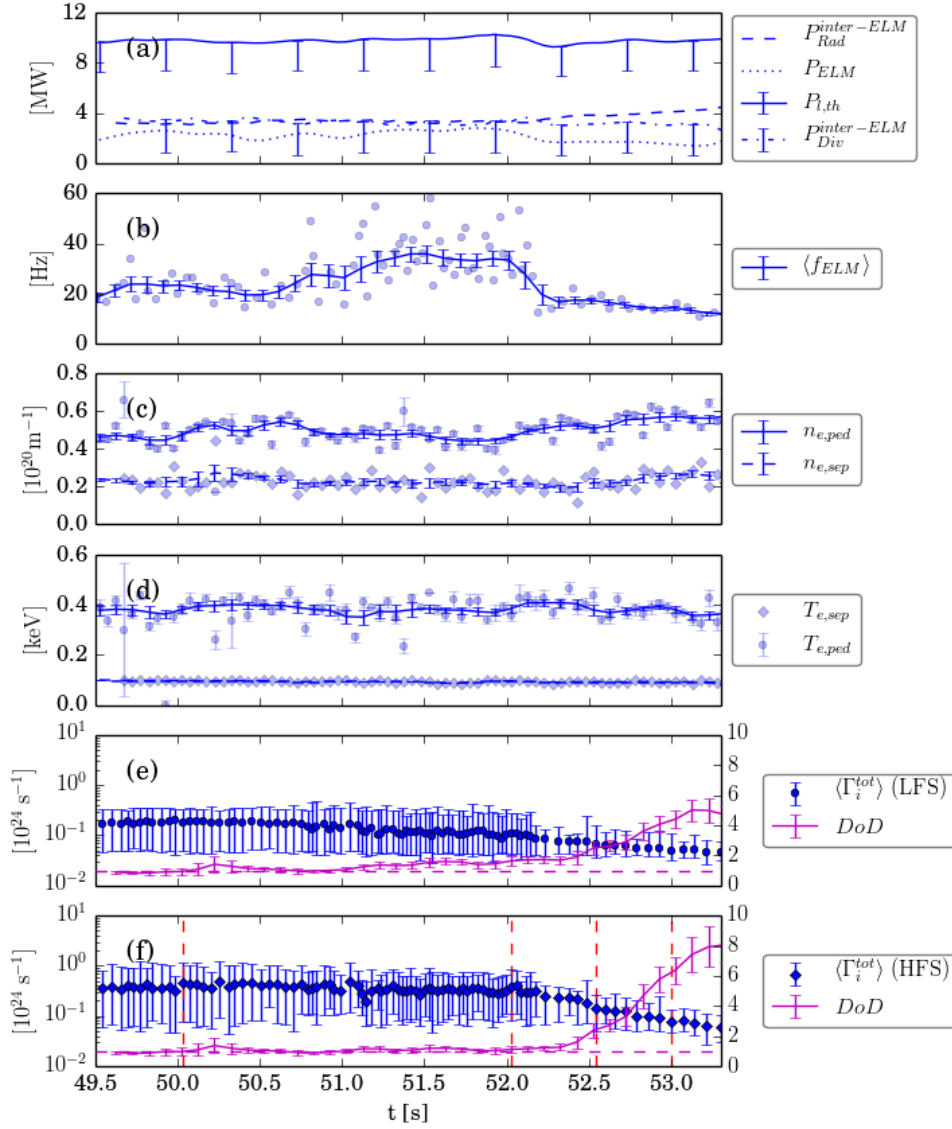 12
8
4
0
[MW]
(a)
P_{Rad}^{inter-ELM}
P_{ELM}
P_{l,th}
P_{Div}^{inter-ELM}
60
40
20
0
[Hz]
(b)
⟨f_{ELM}⟩
0.8
0.6
0.4
0.2
0.0
[10^{20} m^{-1}]
(c)
n_{e,ped}
n_{e,sep}
0.6
0.4
0.2
0.0
[keV]
(d)
T_{e,sep}
T_{e,ped}
10^1
10^0
10^{-1}
10^{-2}
[10^{24} s^{-1}]
(e)
10
8
6
4
2
0
⟨Γ_i^{tot}⟩ (LFS)
DoD
10^1
10^0
10^{-1}
10^{-2}
[10^{24} s^{-1}]
(f)
10
8
6
4
2
0
⟨Γ_i^{tot}⟩ (HFS)
DoD
49.5 50.0 50.5 51.0 51.5 52.0 52.5 53.0
t [s]